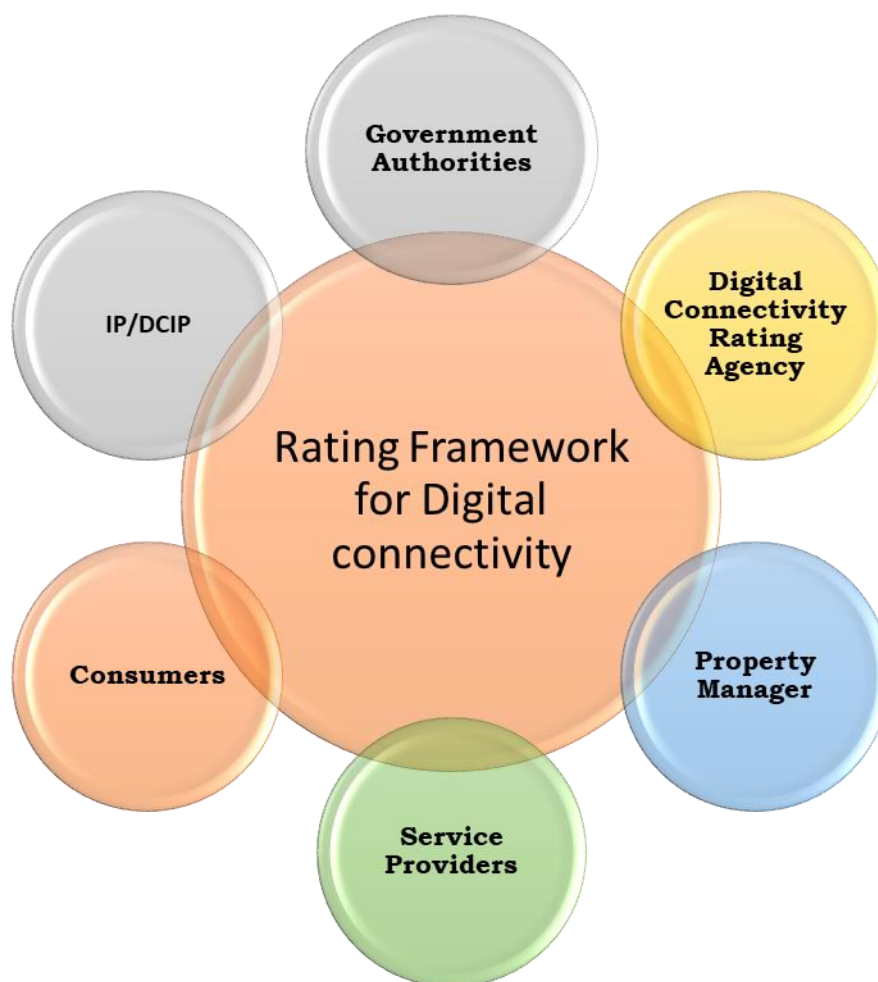 Government
Authorities
Digital
Connectivity
Rating
Agency
IP/DCIP
Rating Framework
for Digital
connectivity
Consumers
Property
Manager
Service
Providers